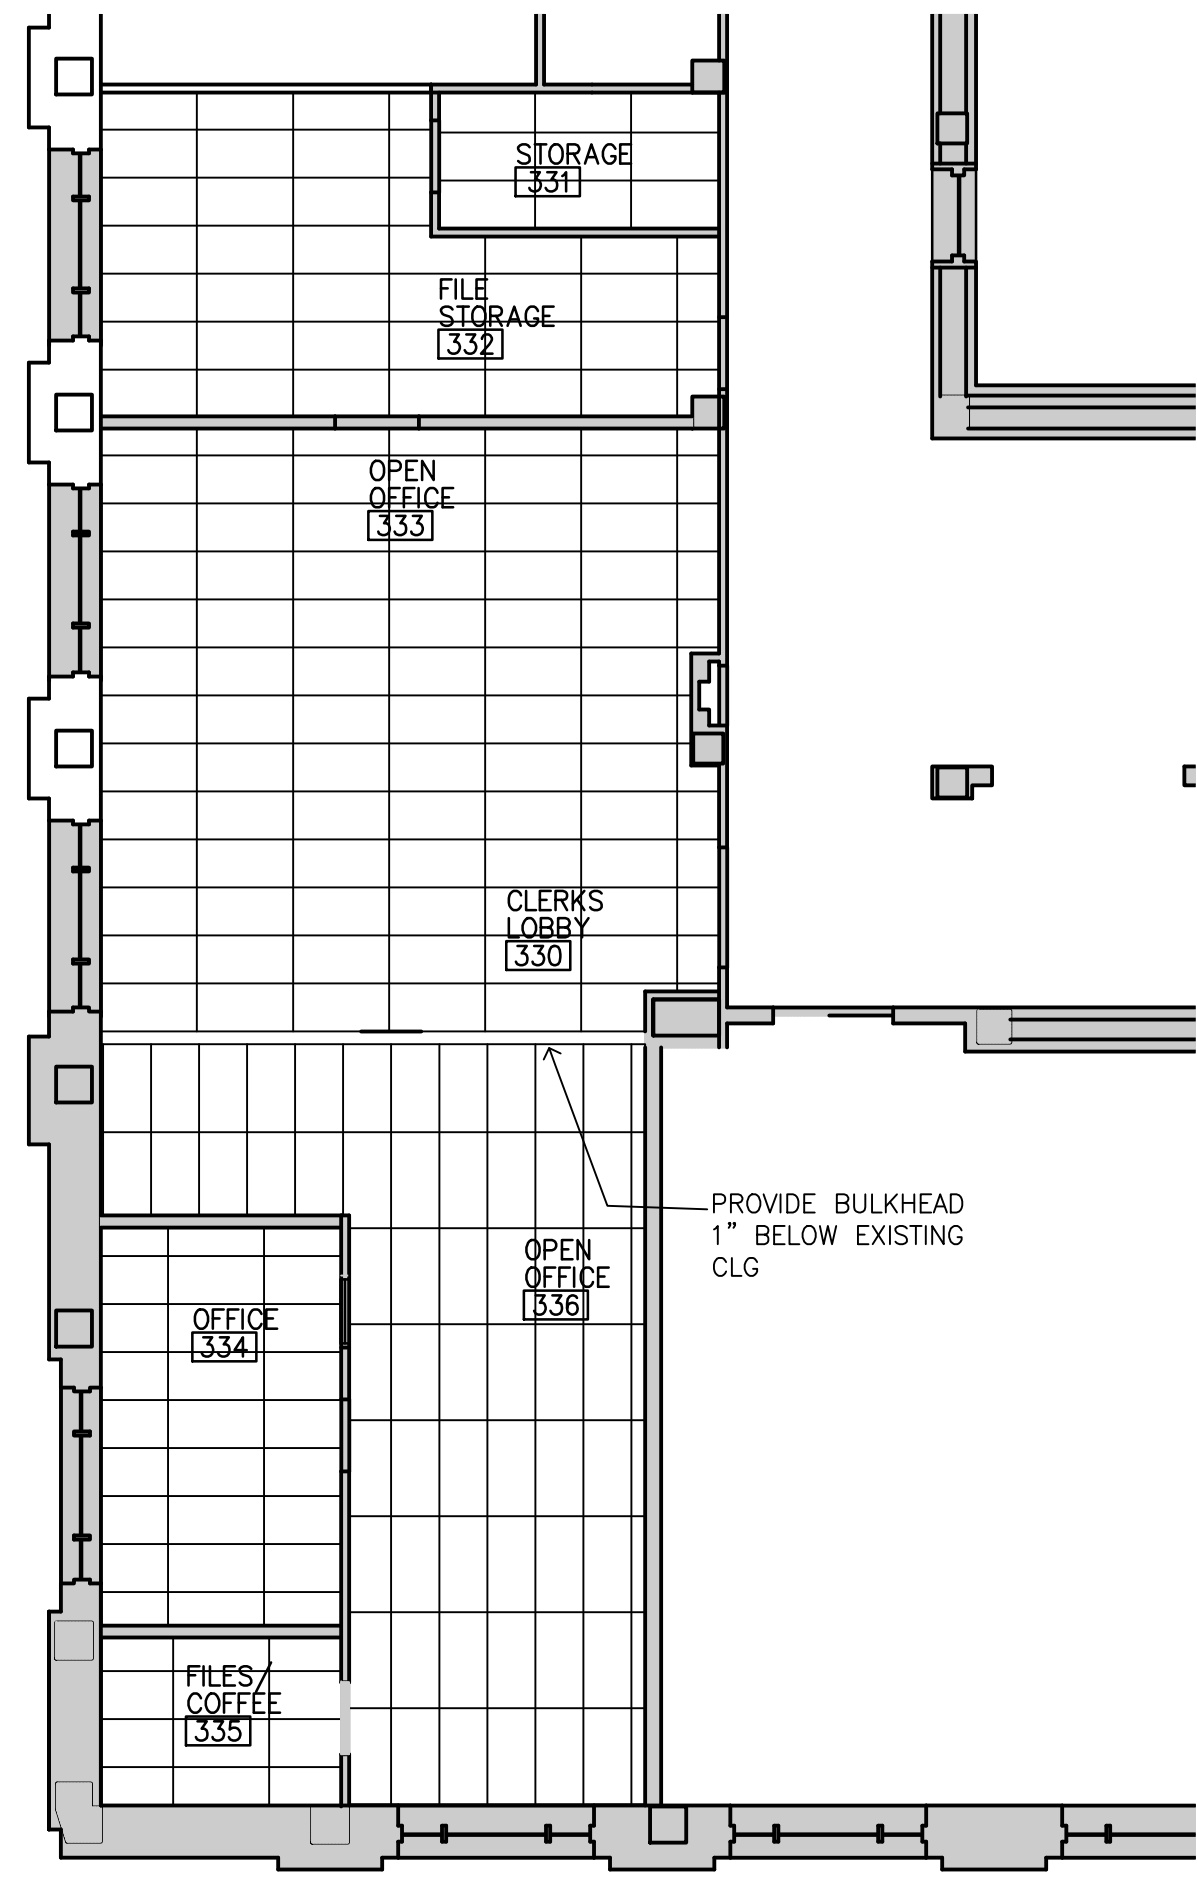 STORAGE
331
FILE
STORAGE
332
OPEN
OFFICE
333
CLERKS
LOBBY
330
PROVIDE BULKHEAD
1" BELOW EXISTING
CLG
OPEN
OFFICE
336
OFFICE
334
FILES/
COFFEE
335